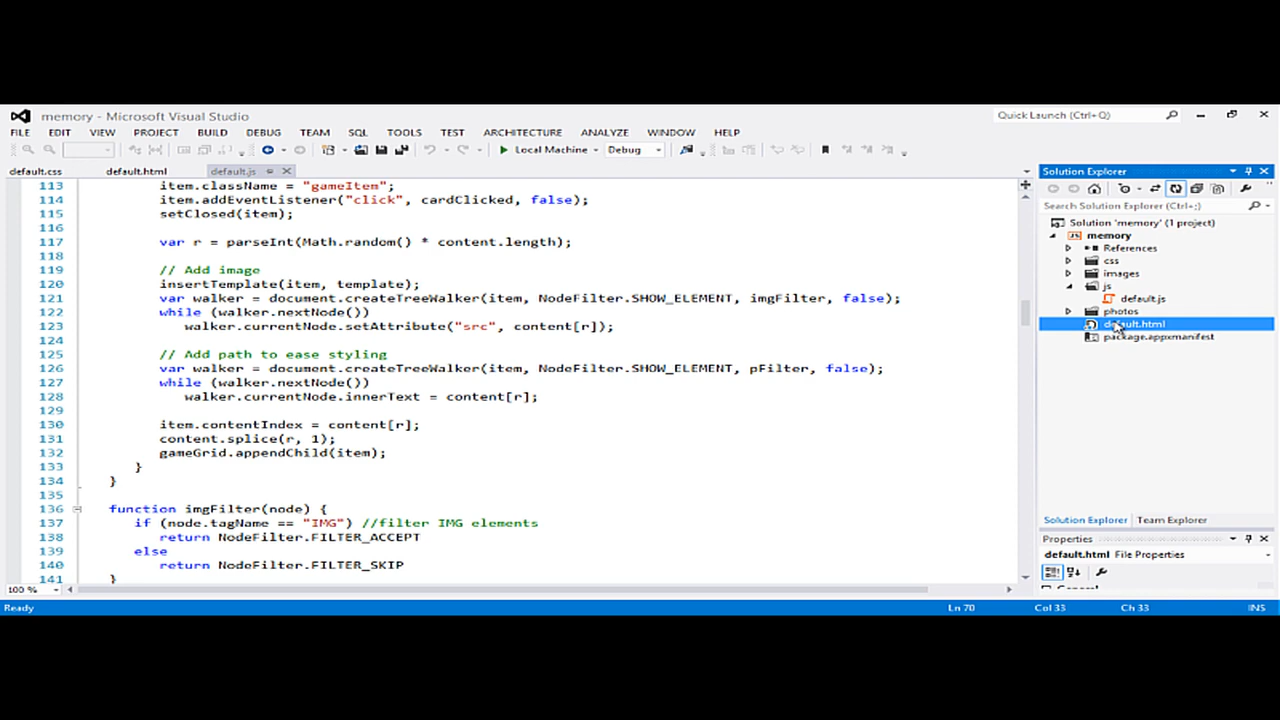 memory - Microsoft Visual Studio
Quick Launch (Ctrl+Q)
FILE EDIT VIEW PROJECT BUILD DEBUG TEAM SQL TOOLS TEST ARCHITECTURE ANALYZE WINDOW HELP
Local Machine Debug
default.css default.html default.js
113 item.className = "gameItem";
114 item.addEventListener("click", cardClicked, false);
115 setClosed(item);
116
117 var r = parseInt(Math.random() * content.length);
118
119 // Add image
120 insertTemplate(item, template);
121 var walker = document.createTreeWalker(item, NodeFilter.SHOW_ELEMENT, imgFilter, false);
122 while (walker.nextNode())
123 walker.currentNode.setAttribute("src", content[r]);
124
125 // Add path to ease styling
126 var walker = document.createTreeWalker(item, NodeFilter.SHOW_ELEMENT, pFilter, false);
127 while (walker.nextNode())
128 walker.currentNode.innerText = content[r];
129
130 item.contentIndex = content[r];
131 content.splice(r, 1);
132 gameGrid.appendChild(item);
133 }
134 }
135
136 function imgFilter(node) {
137 if (node.tagName == "IMG") //filter IMG elements
138 return NodeFilter.FILTER_ACCEPT
139 else
140 return NodeFilter.FILTER_SKIP
141 }
100 %
Solution Explorer
Search Solution Explorer (Ctrl+;)
Solution 'memory' (1 project)
memory
References
css
images
js
default.js
photos
default.html
package.appxmanifest
Solution Explorer Team Explorer
Properties
default.html File Properties
Ready Ln 70 Col 33 Ch 33 INS